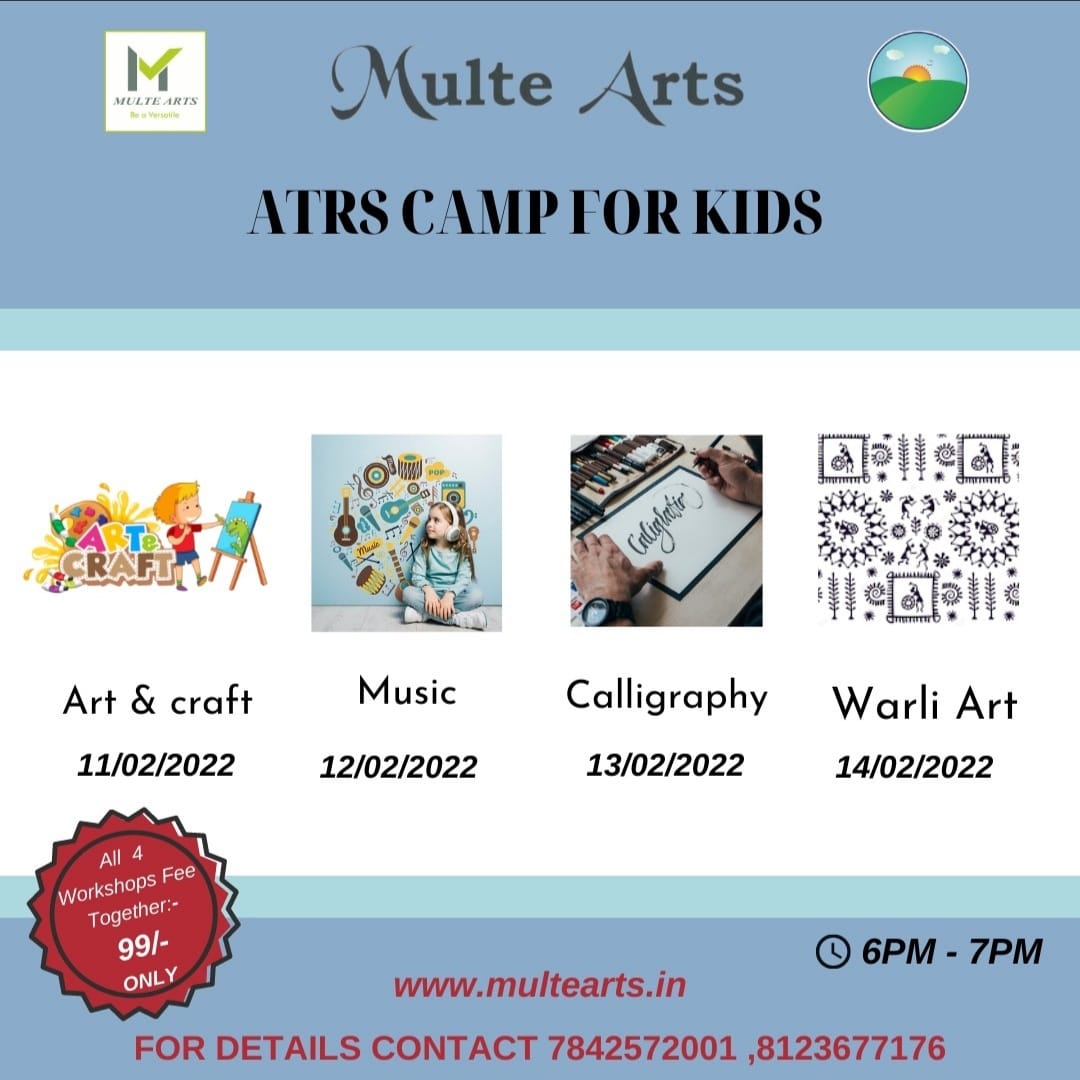 MULTE ARTS
Be a Versatile
Multe Arts
ATRS CAMP FOR KIDS
ART &
CRAFT
POP
Music
Art & craft
Music
Calligraphy
Warli Art
11/02/2022
12/02/2022
13/02/2022
14/02/2022
All 4
Workshops Fee
Together:-
99/-
ONLY
6PM - 7PM
www.multearts.in
FOR DETAILS CONTACT 7842572001 ,8123677176